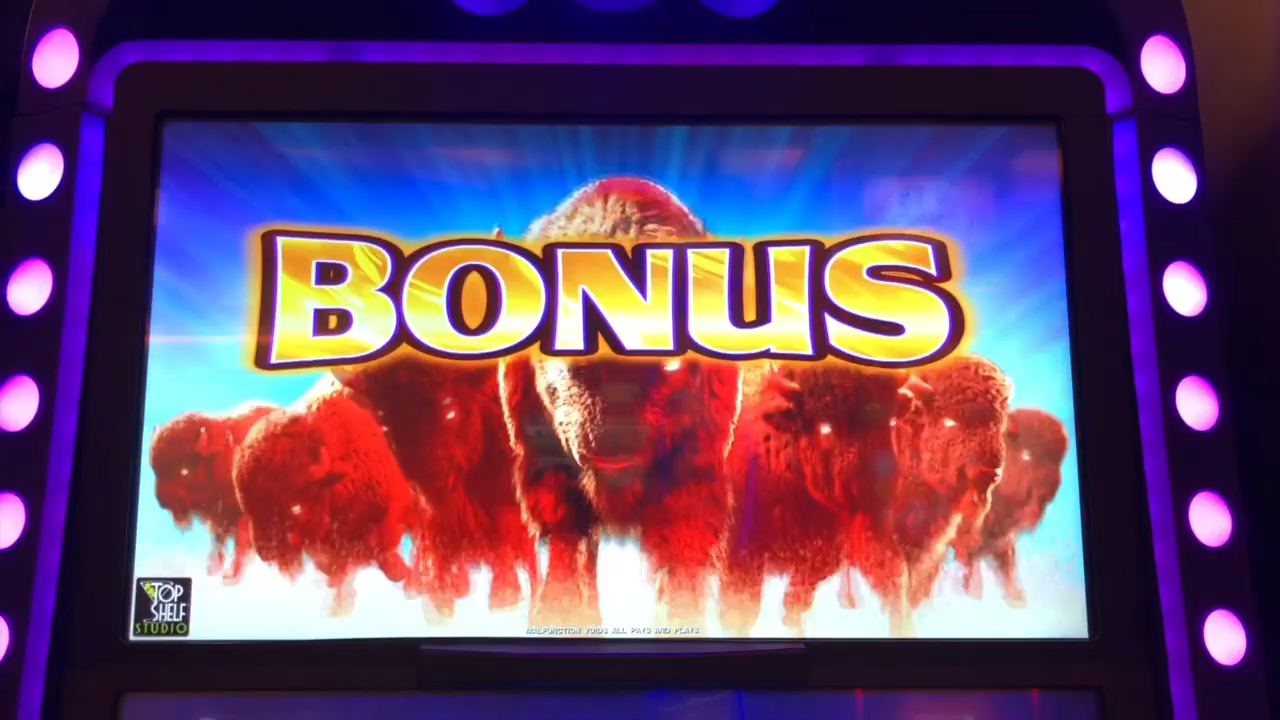 BONUS
TOP
SHELF
STUDIO
MALFUNCTION VOIDS ALL PAYS AND PLAYS